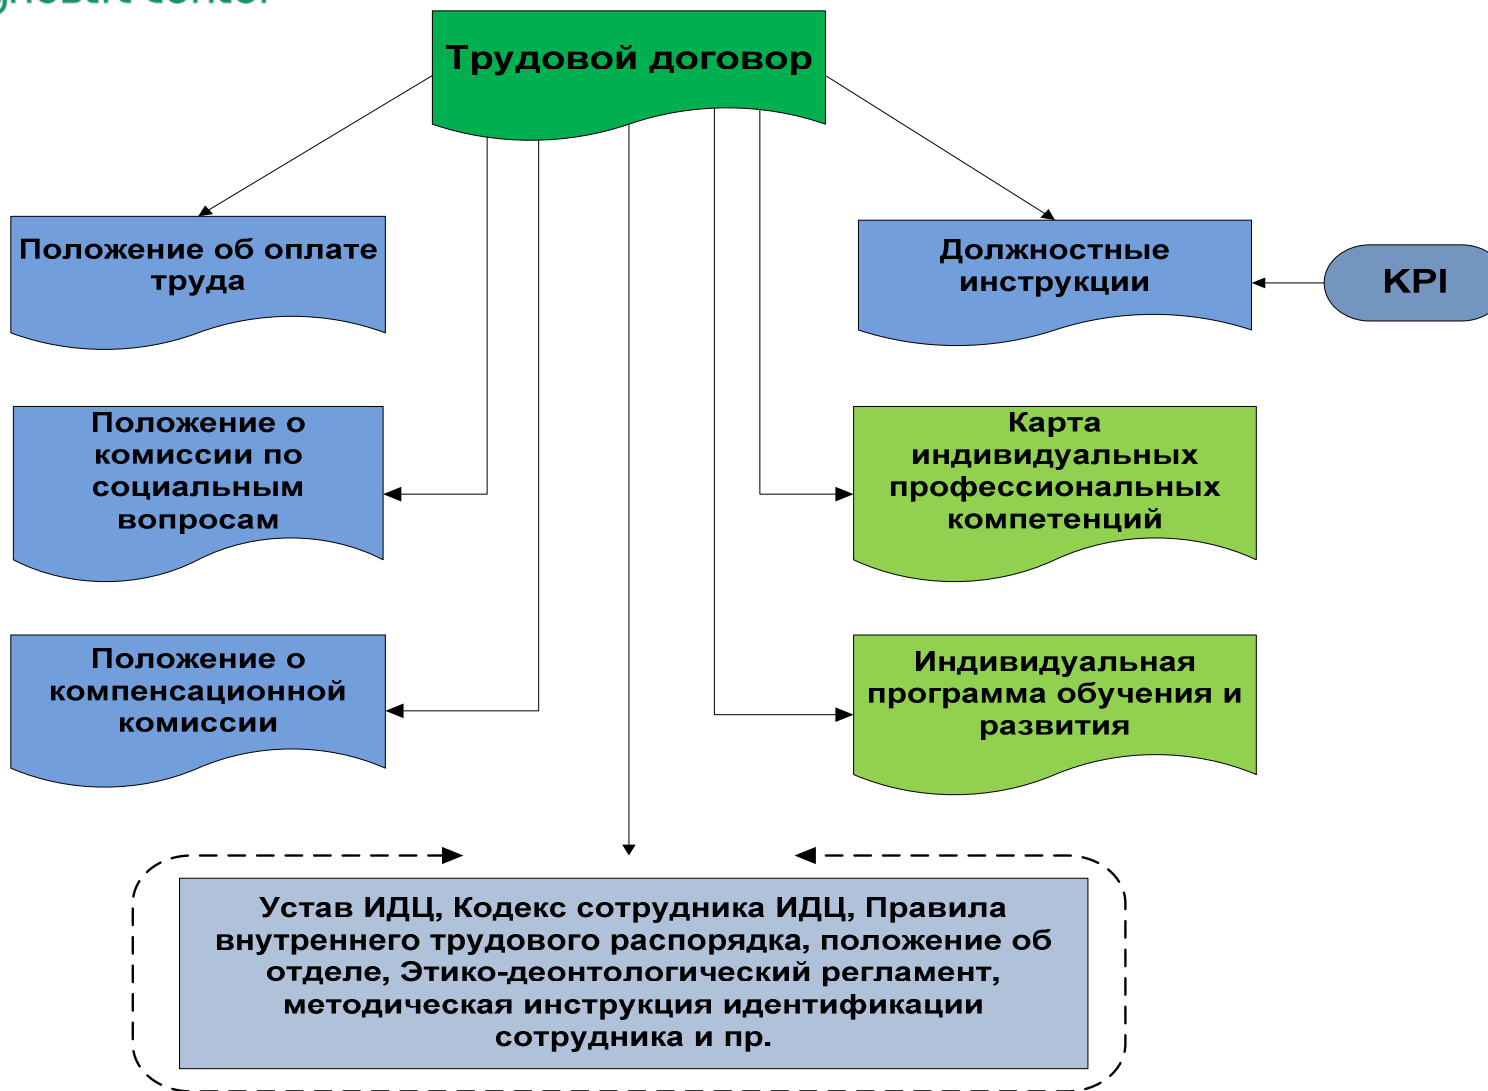 Трудовой договор
Положение об оплате
труда
Должностные
инструкции
KPI
Положение о
комиссии по
социальным
вопросам
Карта
индивидуальных
профессиональных
компетенций
Положение о
компенсационной
комиссии
Индивидуальная
программа обучения и
развития
Устав ИДЦ, Кодекс сотрудника ИДЦ, Правила
внутреннего трудового распорядка, положение об
отделе, Этико-деонтологический регламент,
методическая инструкция идентификации
сотрудника и пр.